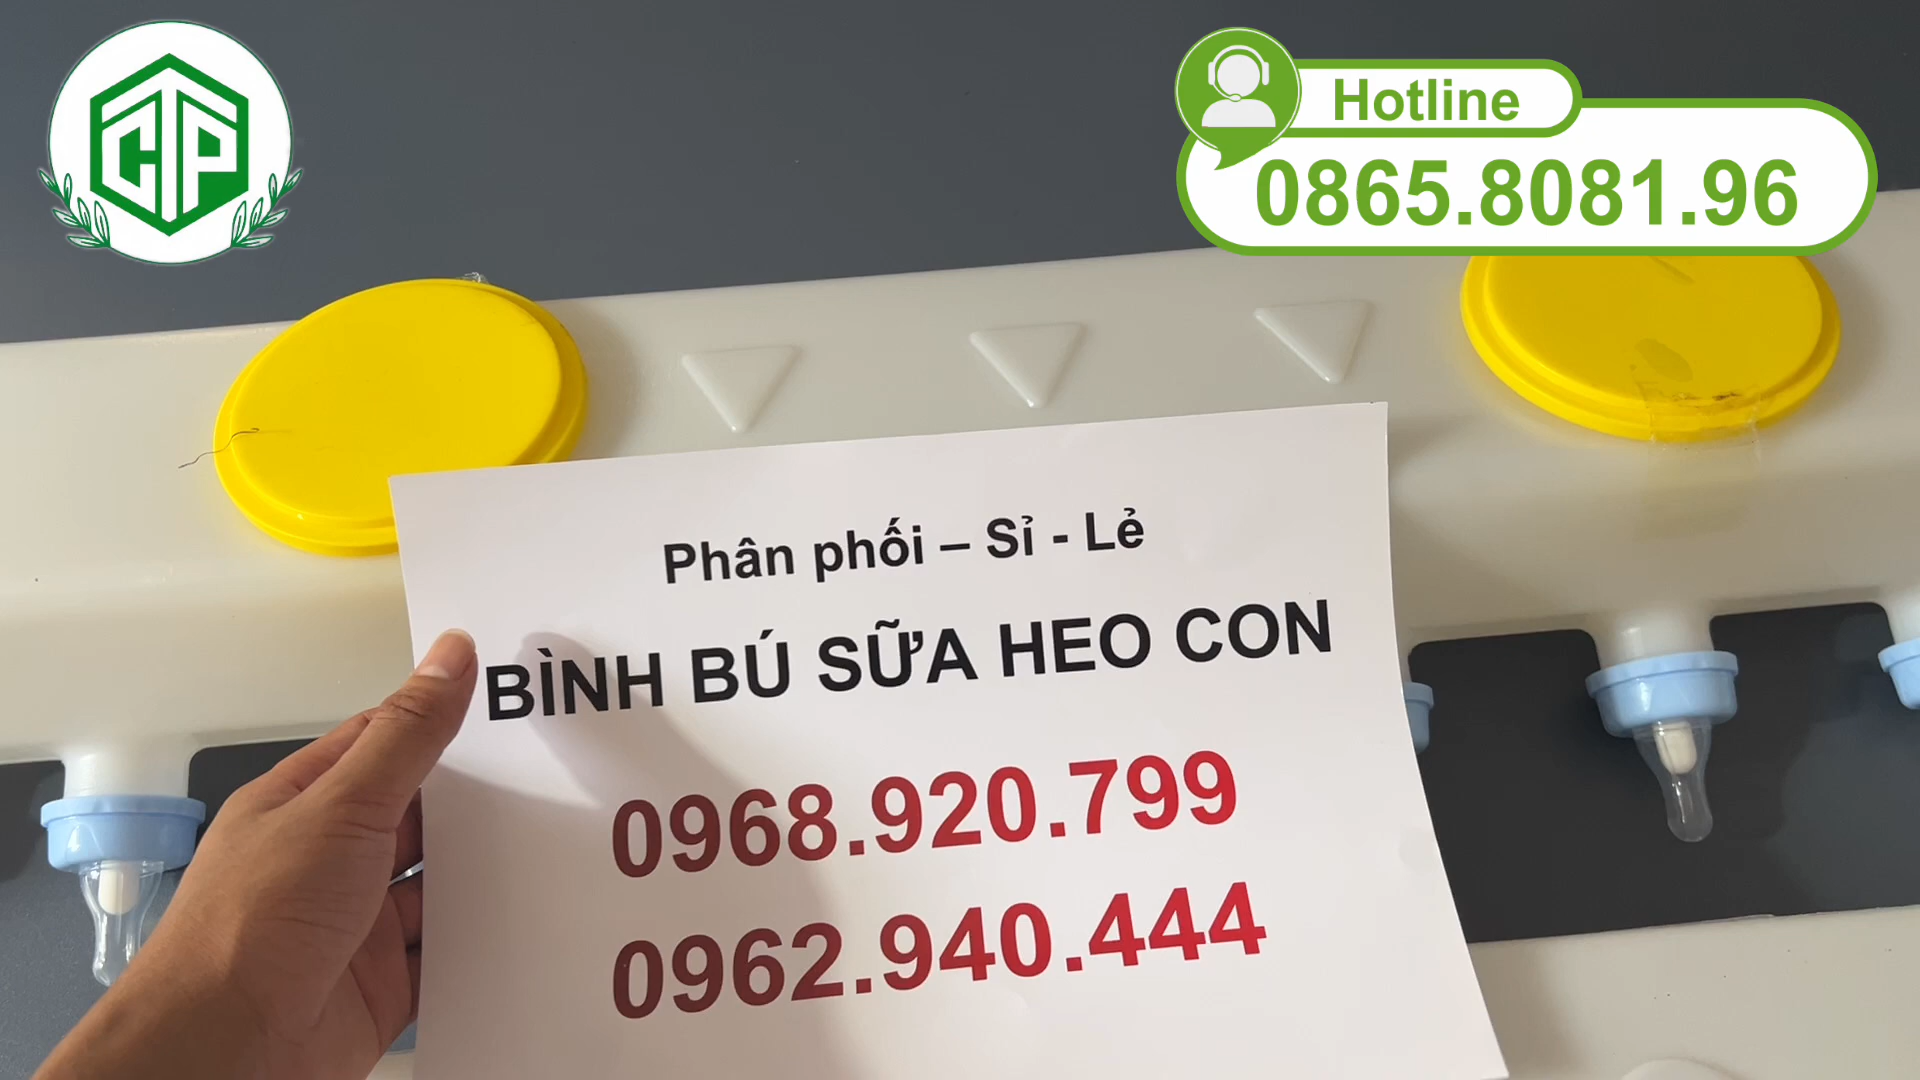 CTP
Hotline
0865.8081.96
Phân phối – Sỉ - Lẻ
BÌNH BÚ SỮA HEO CON
0968.920.799
0962.940.444